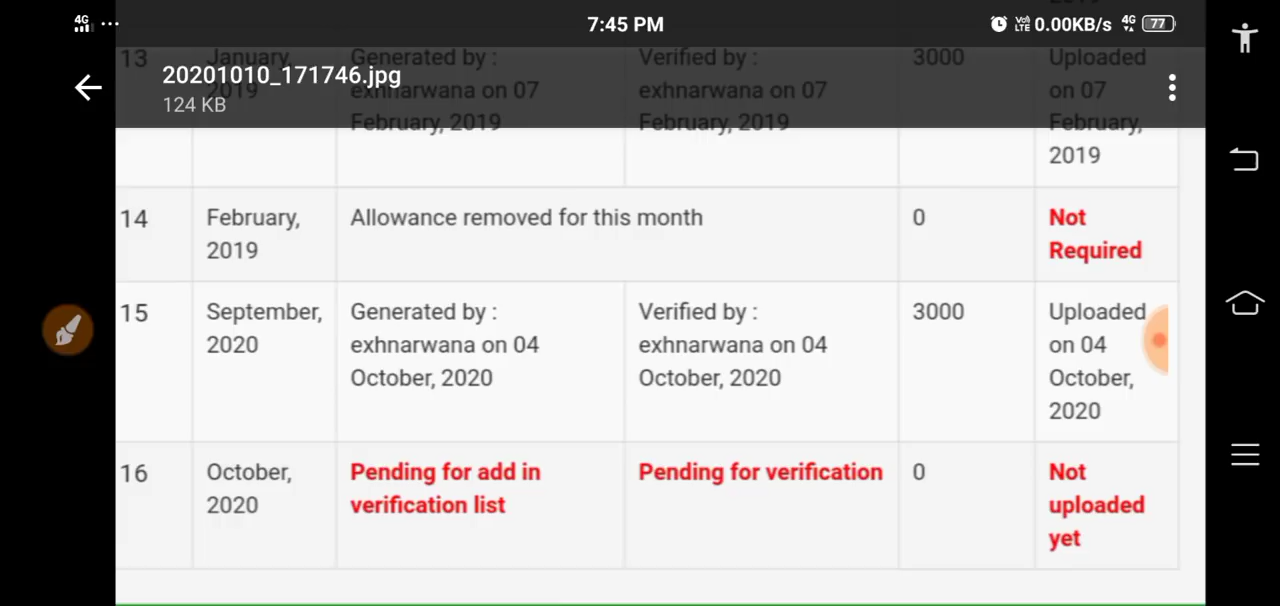 4G ... 7:45 PM VoI) LTE 0.00KB/s 4G 77
20201010_171746.jpg
124 KB
13 January, 2019 Generated by : exhnarwana on 07 February, 2019 Verified by : exhnarwana on 07 February, 2019 3000 Uploaded on 07 February, 2019
14 February, 2019 Allowance removed for this month 0 Not Required
15 September, 2020 Generated by : exhnarwana on 04 October, 2020 Verified by : exhnarwana on 04 October, 2020 3000 Uploaded on 04 October, 2020
16 October, 2020 Pending for add in verification list Pending for verification 0 Not uploaded yet